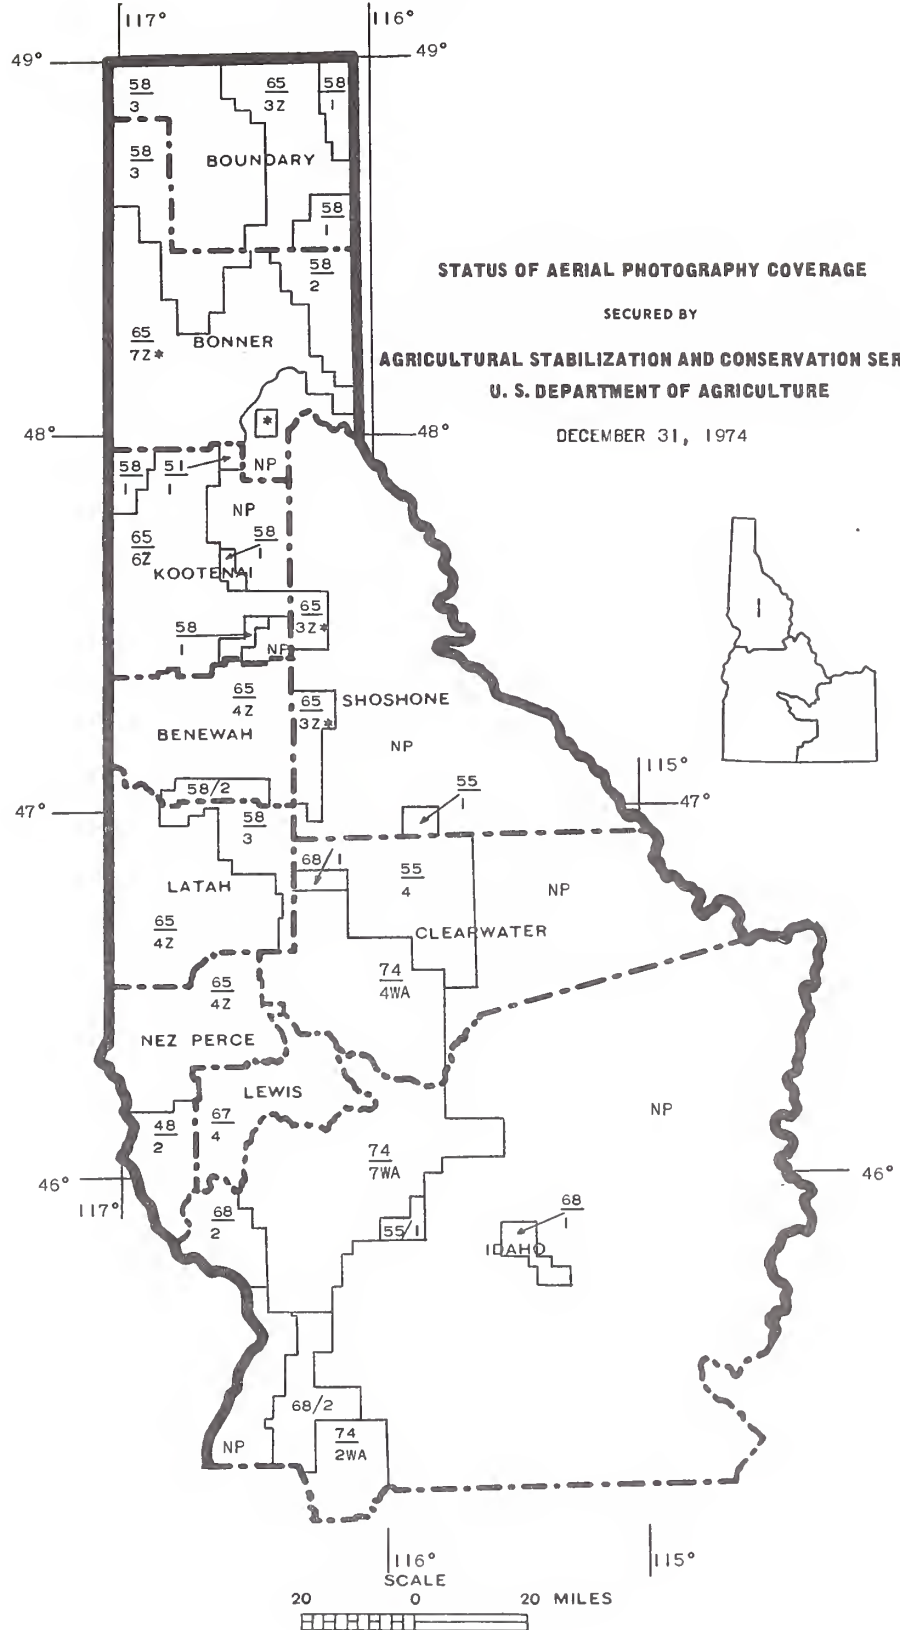 117° 116°
49° 49°
58
3
65
3Z
58
1
58
3
BOUNDARY
58
1
58
2
STATUS OF AERIAL PHOTOGRAPHY COVERAGE
SECURED BY
65
7Z*
BONNER
AGRICULTURAL STABILIZATION AND CONSERVATION SER
U. S. DEPARTMENT OF AGRICULTURE
*
48° 48°
DECEMBER 31, 1974
58
1
51
1
NP
NP
65
6Z
58
1
KOOTENAI
1
65
3Z*
58
1
NP
65
4Z
65
3Z*
SHOSHONE
BENEWAH
NP
115°
58/2
55
1
47° 47°
58
3
68/1
55
4
LATAH
NP
65
4Z
CLEARWATER
65
4Z
74
4WA
NEZ PERCE
LEWIS
48
2
67
4
NP
74
7WA
46° 46°
117°
68
2
55/1
68
1
IDAHO
68/2
NP
74
2WA
116° 115°
SCALE
20 0 20 MILES